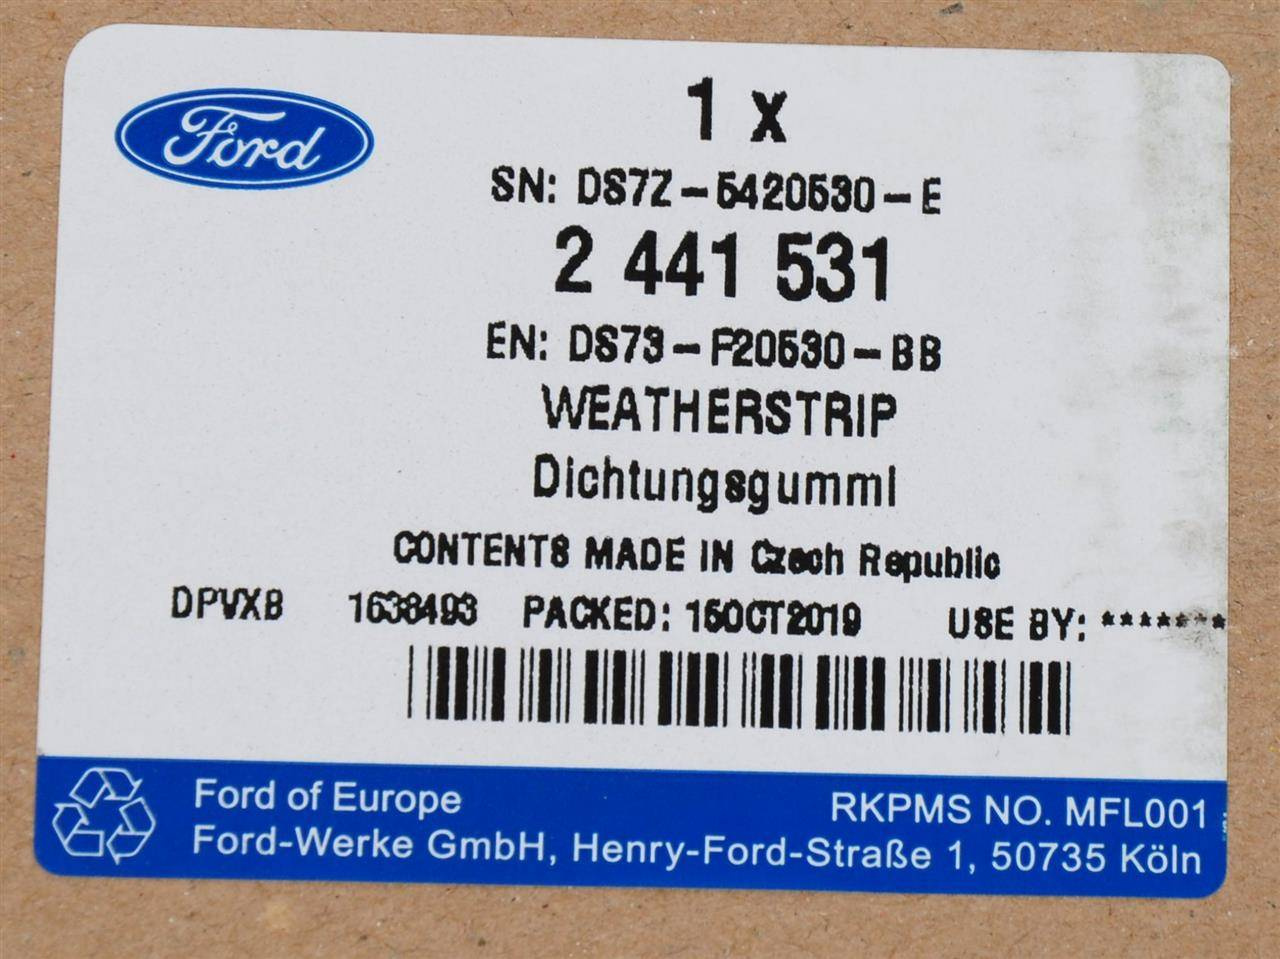 Ford
1 x
SN: DS7Z-5420530-E
2 441 531
EN: DS73-F20530-BB
WEATHERSTRIP
Dichtungsgummi
CONTENTS MADE IN Czech Republic
DPVXB 1638493 PACKED: 15OCT2019 USE BY: *******
Ford of Europe RKPMS NO. MFL001
Ford-Werke GmbH, Henry-Ford-Straße 1, 50735 Köln